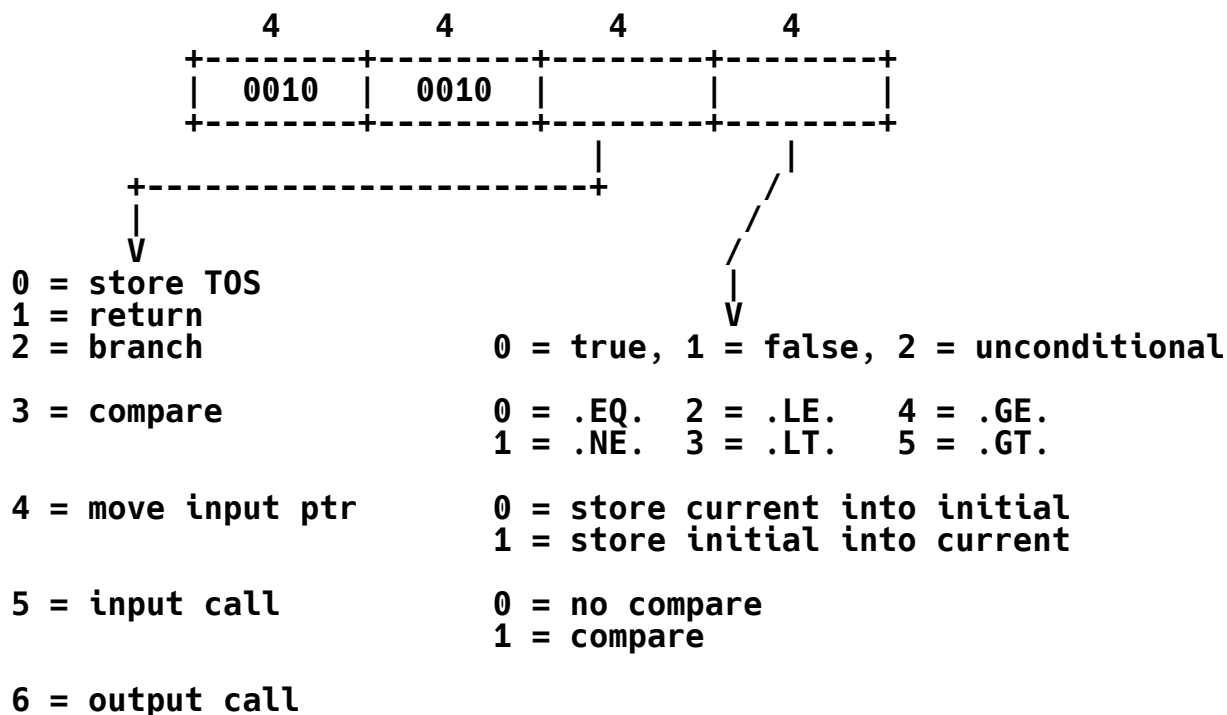 4        4        4        4
         +--------+--------+--------+--------+
         |  0010  |  0010  |        |        |
         +--------+--------+--------+--------+
                              |         |
      +-----------------------+        /
      |                               /
      V                              /
0 = store TOS                        |
1 = return                           V
2 = branch               0 = true, 1 = false, 2 = unconditional

3 = compare              0 = .EQ.  2 = .LE.   4 = .GE.
                         1 = .NE.  3 = .LT.   5 = .GT.

4 = move input ptr       0 = store current into initial
                         1 = store initial into current

5 = input call           0 = no compare
                         1 = compare

6 = output call